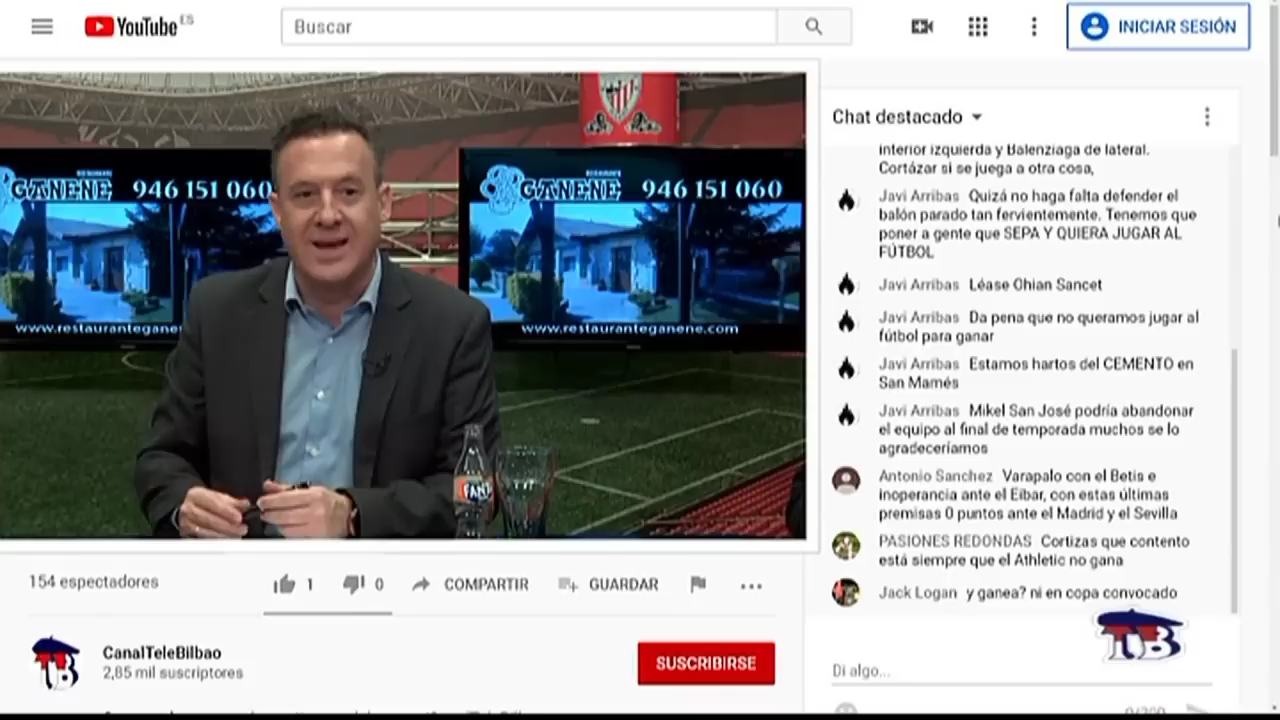 YouTube ES
Buscar
INICIAR SESIÓN
GANENE 946 151 060
www.restaurantegane
GANENE 946 151 060
www.restauranteganene.com
FANT
154 espectadores
1
0
COMPARTIR
GUARDAR
CanalTeleBilbao
2,85 mil suscriptores
SUSCRIBIRSE
Chat destacado
interior izquierda y Balenziaga de lateral.
Cortázar si se juega a otra cosa,
Javi Arribas Quizá no haga falta defender el
balón parado tan fervientemente. Tenemos que
poner a gente que SEPA Y QUIERA JUGAR AL
FÚTBOL
Javi Arribas Léase Ohian Sancet
Javi Arribas Da pena que no queramos jugar al
fútbol para ganar
Javi Arribas Estamos hartos del CEMENTO en
San Mamés
Javi Arribas Mikel San José podría abandonar
el equipo al final de temporada muchos se lo
agradeceríamos
Antonio Sanchez Varapalo con el Betis e
inoperancia ante el Eibar, con estas últimas
premisas 0 puntos ante el Madrid y el Sevilla
PASIONES REDONDAS Cortizas que contento
está siempre que el Athletic no gana
Jack Logan y ganea? ni en copa convocado
TB
Di algo...
0/200